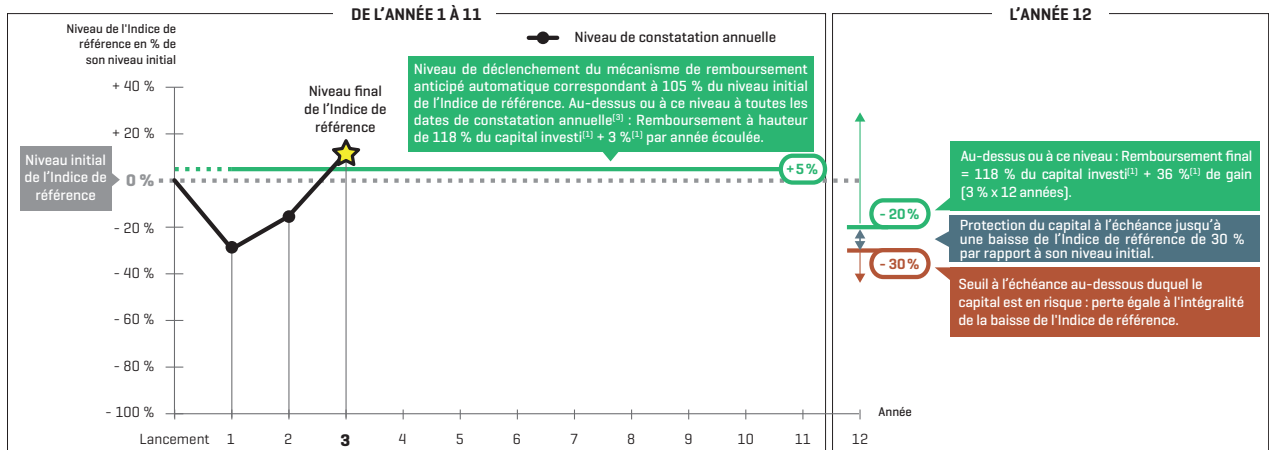 DE L'ANNÉE 1 À 11
Niveau de l'Indice de
référence en % de
son niveau initial
Niveau de constatation annuelle
+ 40 %
+ 20 %
0 %
- 20 %
- 40 %
- 60 %
- 80 %
- 100 %
Niveau initial
de l'Indice de
référence
Niveau final
de l'Indice de
référence
Niveau de déclenchement du mécanisme de remboursement
anticipé automatique correspondant à 105 % du niveau initial
de l'Indice de référence. Au-dessus ou à ce niveau à toutes les
dates de constatation annuelle(3) : Remboursement à hauteur
de 118 % du capital investi(1) + 3 %(1) par année écoulée.
+5%
Lancement 1 2 3 4 5 6 7 8 9 10 11
L'ANNÉE 12
- 20%
- 30%
Au-dessus ou à ce niveau : Remboursement final
= 118 % du capital investi(1) + 36 %(1) de gain
(3 % x 12 années).
Protection du capital à l'échéance jusqu'à
une baisse de l'Indice de référence de 30 %
par rapport à son niveau initial.
Seuil à l'échéance au-dessous duquel le
capital est en risque : perte égale à l'intégralité
de la baisse de l'Indice de référence.
Année
12